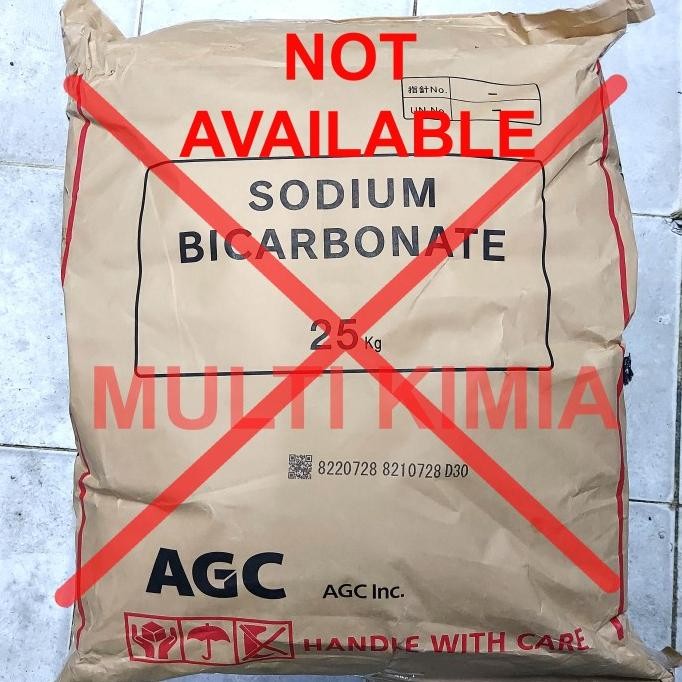 NOT
指針No. –
UN No. –
AVAILABLE
SODIUM
BICARBONATE
25 Kg
MULTI KIMIA
8220728 8210728 D30
AGC AGC Inc.
HANDLE WITH CARE